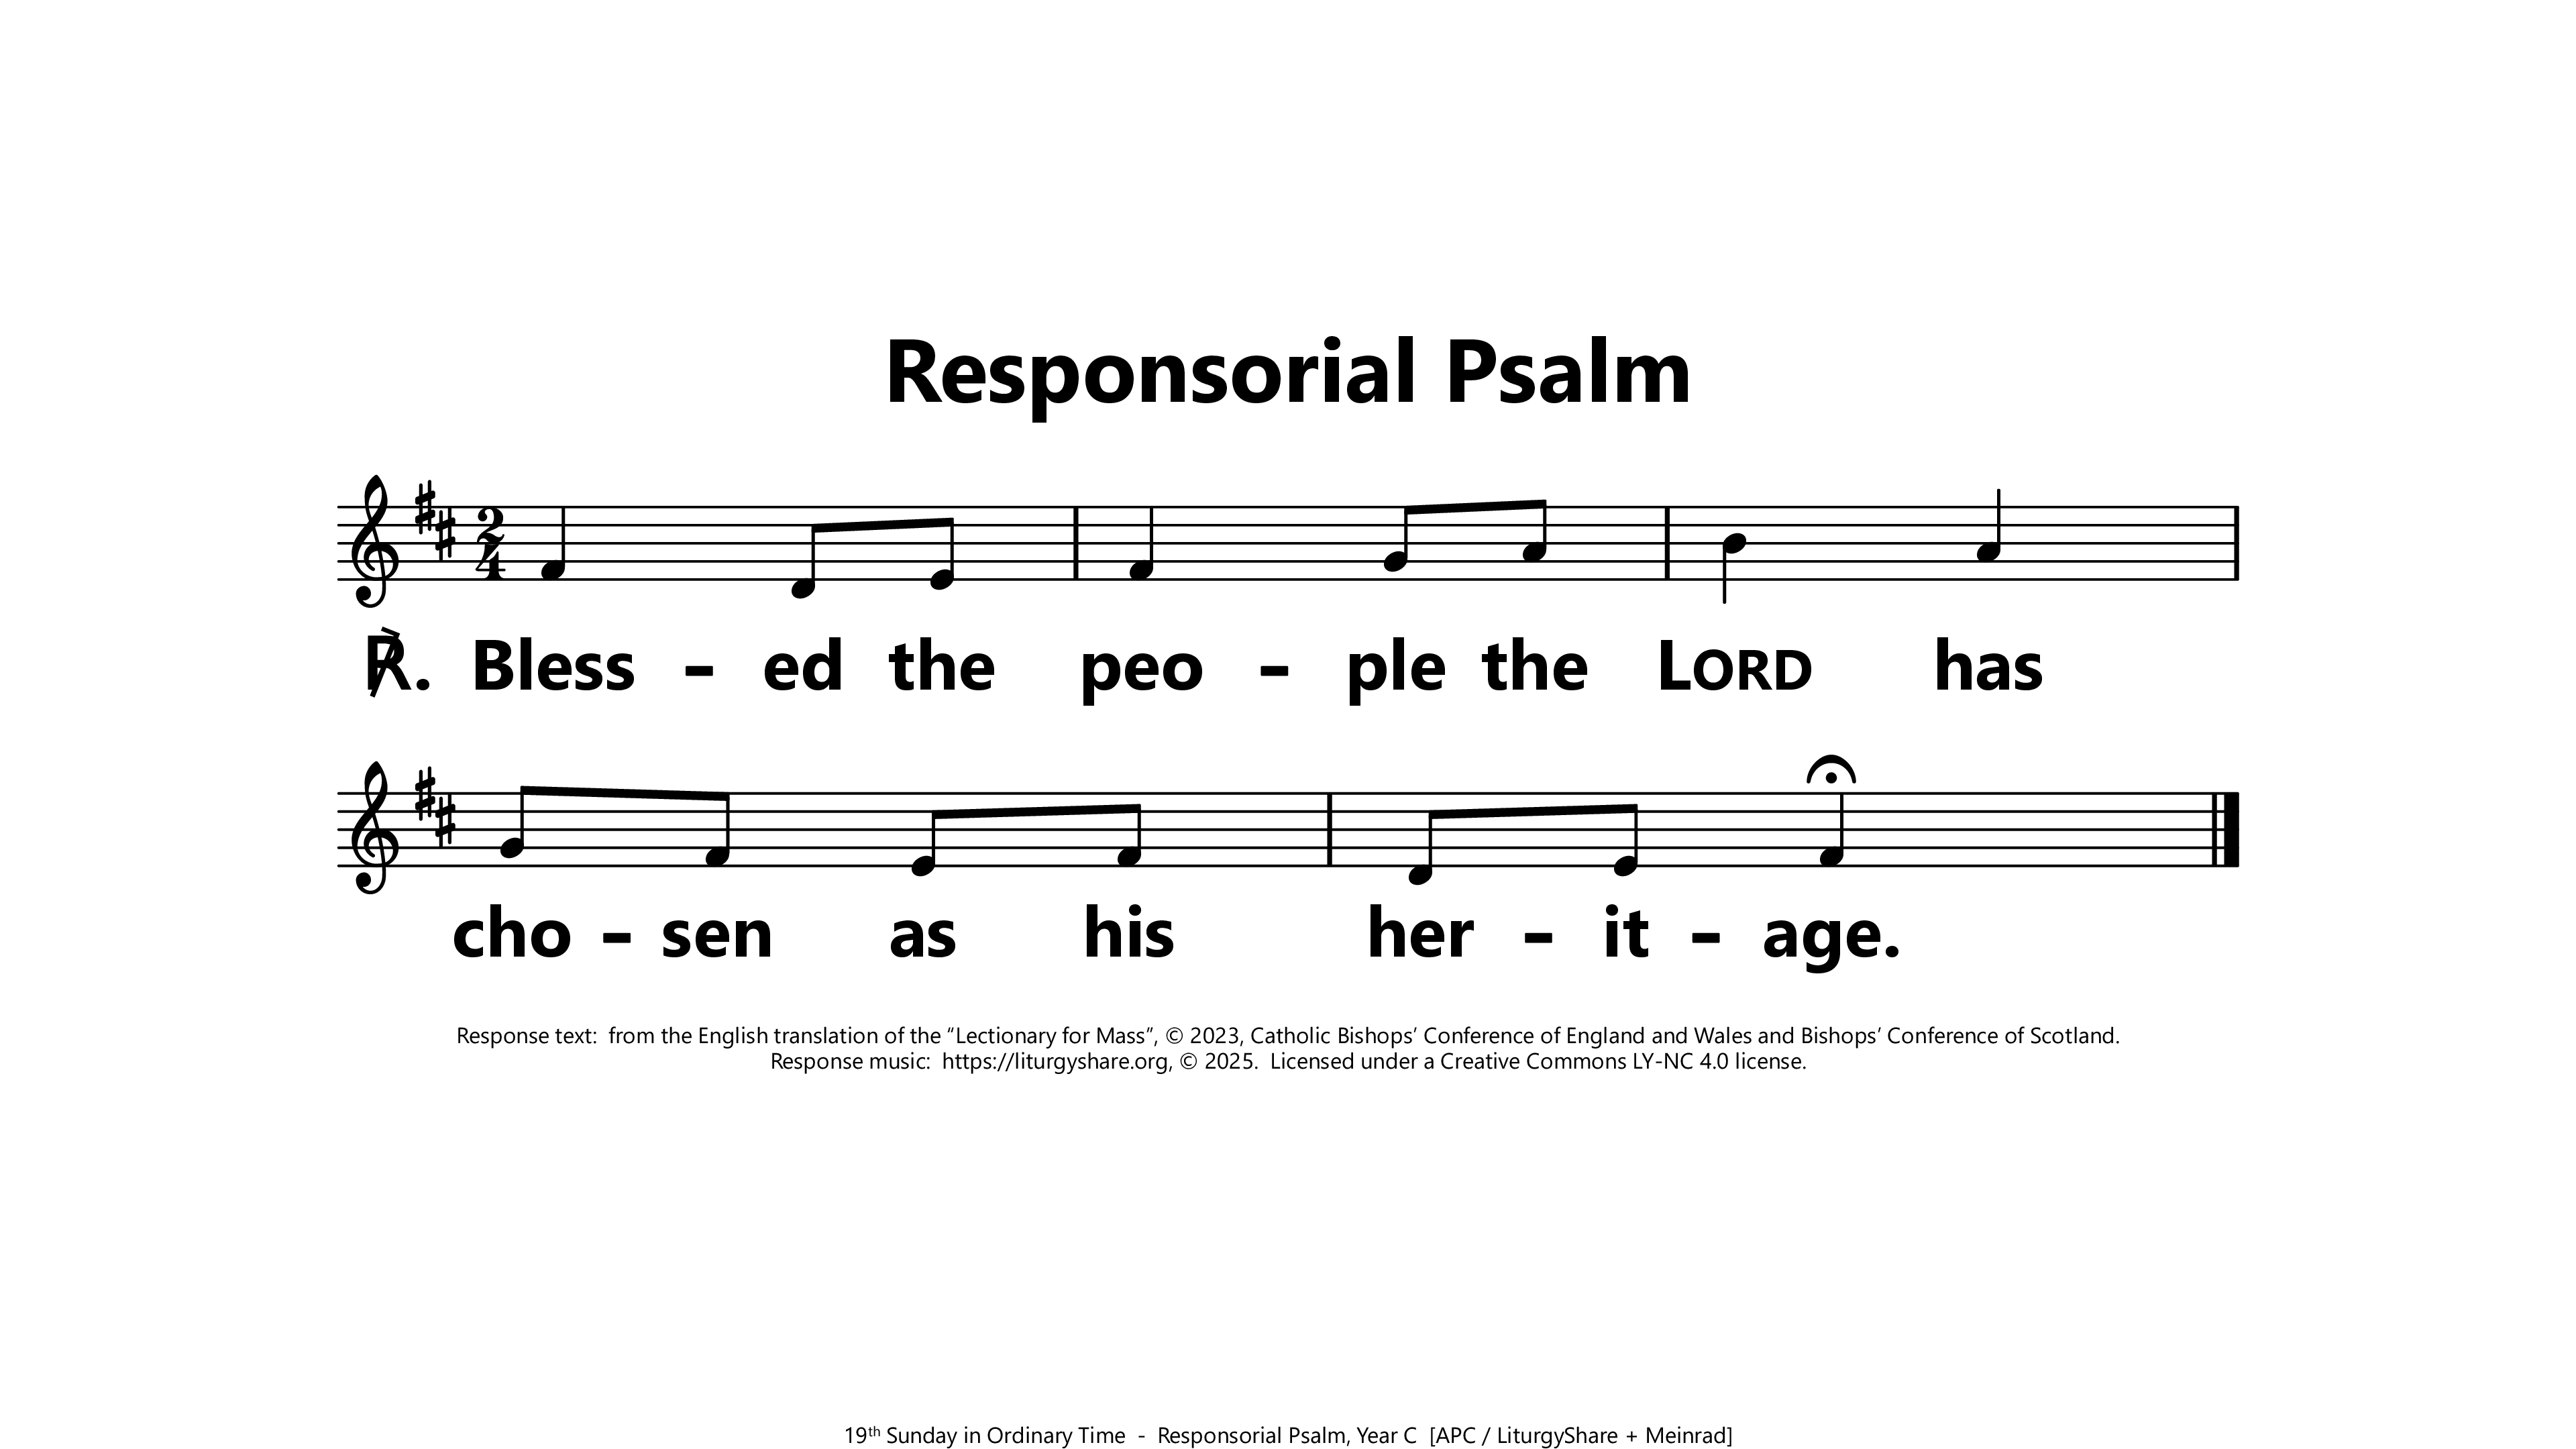 Responsorial Psalm
2
4
℟. Bless - ed the peo - ple the LORD has
cho - sen as his her - it - age.
Response text:  from the English translation of the “Lectionary for Mass”, © 2023, Catholic Bishops’ Conference of England and Wales and Bishops’ Conference of Scotland.
Response music:  https://liturgyshare.org, © 2025.  Licensed under a Creative Commons LY-NC 4.0 license.
19th Sunday in Ordinary Time  -  Responsorial Psalm, Year C  [APC / LiturgyShare + Meinrad]